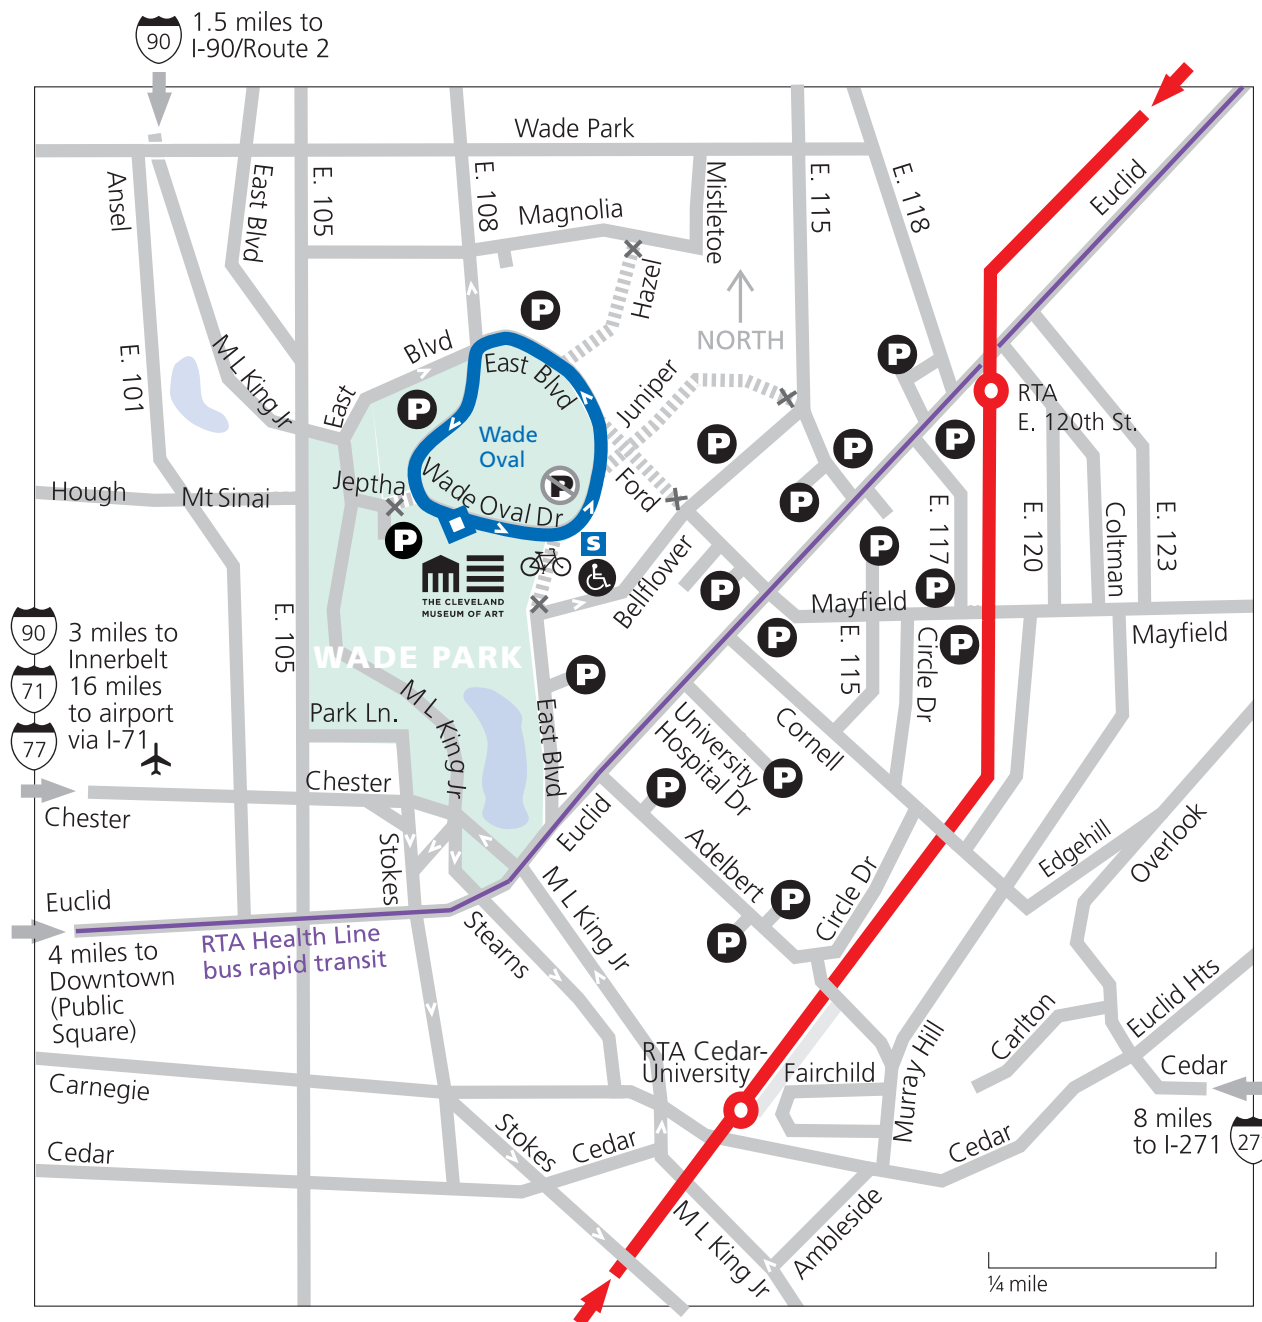 90
1.5 miles to
I-90/Route 2
Wade Park
Ansel
East Blvd
E. 105
E. 108
Magnolia
Mistletoe
E. 115
E. 118
Euclid
Hazel
P
NORTH
Blvd
East Blvd
Juniper
P
RTA
E. 120th St.
E. 101
M L King Jr
East
P
Wade
Oval
P
P
P
P
Hough
Mt Sinai
Jeptha
Wade Oval Dr
P
Ford
P
E. 117
E. 120
Coltman
E. 123
P
S
P
THE CLEVELAND
MUSEUM OF ART
Bellflower
P
P
Mayfield
Mayfield
E. 105
90
71
77
3 miles to
Innerbelt
16 miles
to airport
via I-71
WADE PARK
P
P
P
E. 115
Circle Dr
Park Ln.
M L King Jr
East Blvd
University
Hospital Dr
Cornell
P
P
Chester
Chester
Euclid
Stokes
Adelbert
Edgehill
Overlook
Euclid
RTA Health Line
bus rapid transit
4 miles to
Downtown
(Public
Square)
Stearns
M L King Jr
P
P
Circle Dr
Carlton
Euclid Hts
RTA Cedar-
University
Fairchild
Murray Hill
Cedar
8 miles
to I-271
27
Carnegie
Cedar
Stokes
Cedar
Cedar
M L King Jr
Ambleside
¼ mile